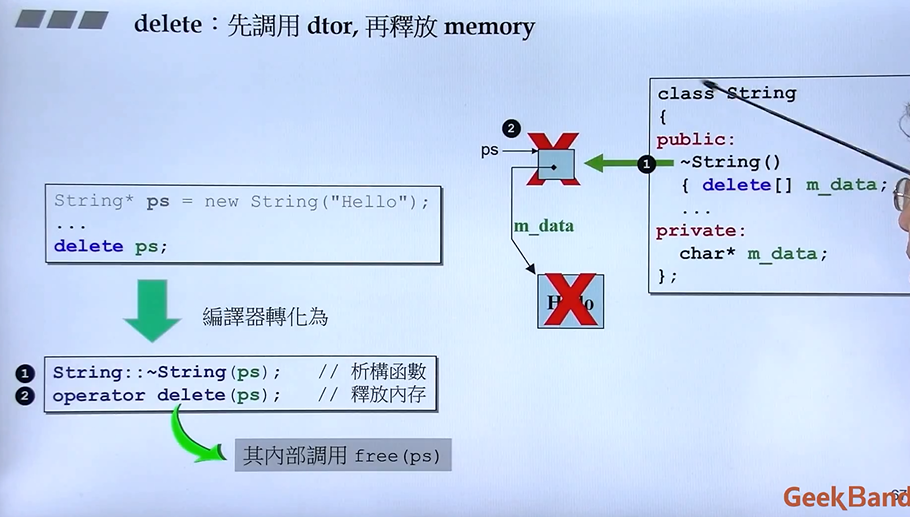 delete：先調用 dtor, 再釋放 memory
String* ps = new String("Hello");
...
delete ps;
編譯器轉化為
❶ String::~String(ps); // 析構函數
❷ operator delete(ps); // 釋放內存
其內部調用 free(ps)
❷
ps
❶
m_data
class String
{
public:
~String()
{ delete[] m_data;
...
private:
char* m_data;
};
GeekBand